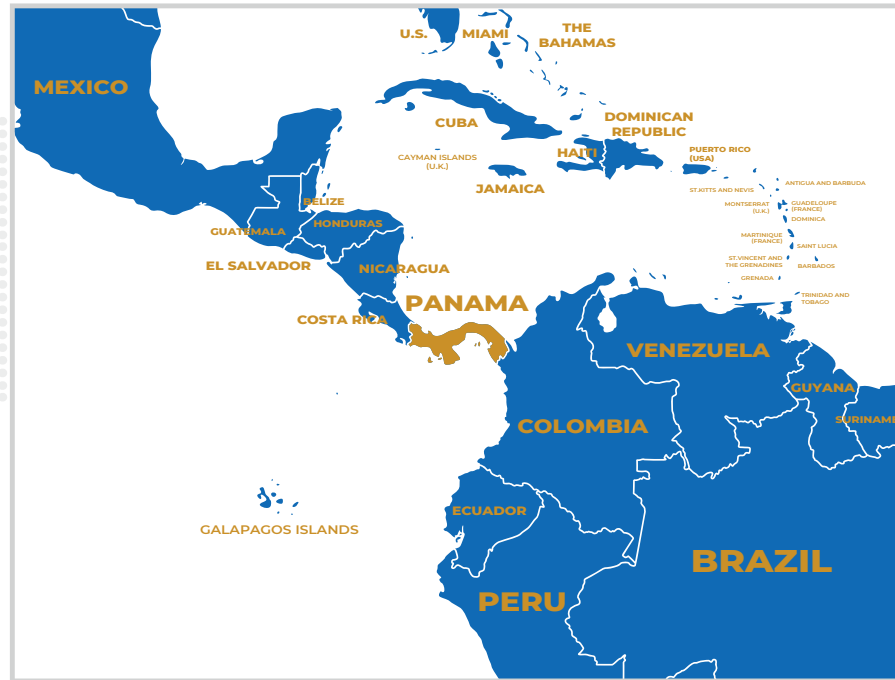 U.S.
MIAMI
THE
BAHAMAS
MEXICO
CUBA
DOMINICAN
REPUBLIC
CAYMAN ISLANDS
(U.K.)
HAITI
PUERTO RICO
(USA)
JAMAICA
ANTIGUA AND BARBUDA
ST.KITTS AND NEVIS
BELIZE
MONTSERRAT
(U.K.)
GUADELOUPE
(FRANCE)
DOMINICA
GUATEMALA
HONDURAS
MARTINIQUE
(FRANCE)
SAINT LUCIA
EL SALVADOR
NICARAGUA
ST.VINCENT AND
THE GRENADINES
BARBADOS
GRENADA
PANAMA
TRINIDAD AND
TOBAGO
COSTA RICA
VENEZUELA
GUYANA
COLOMBIA
SURINAME
ECUADOR
GALAPAGOS ISLANDS
BRAZIL
PERU